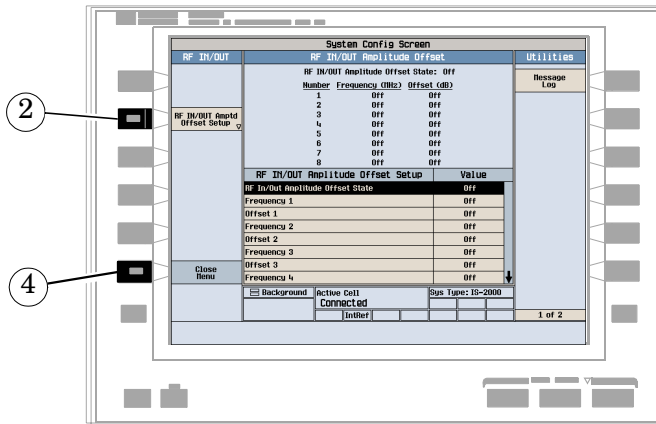 System Config Screen
RF IN/OUT
RF IN/OUT Amplitude Offset
Utilities
RF IN/OUT Amplitude Offset State: Off
Number Frequency (MHz) Offset (dB)
1 Off Off
2 Off Off
3 Off Off
4 Off Off
5 Off Off
6 Off Off
7 Off Off
8 Off Off
Message
Log
2
RF IN/OUT Amptd
Offset Setup
RF IN/OUT Amplitude Offset Setup Value
RF In/Out Amplitude Offset State Off
Frequency 1 Off
Offset 1 Off
Frequency 2 Off
Offset 2 Off
Frequency 3 Off
Offset 3 Off
Frequency 4 Off
4
Close
Menu
Background
Active Cell
Connected
Sys Type: IS-2000
IntRef
1 of 2